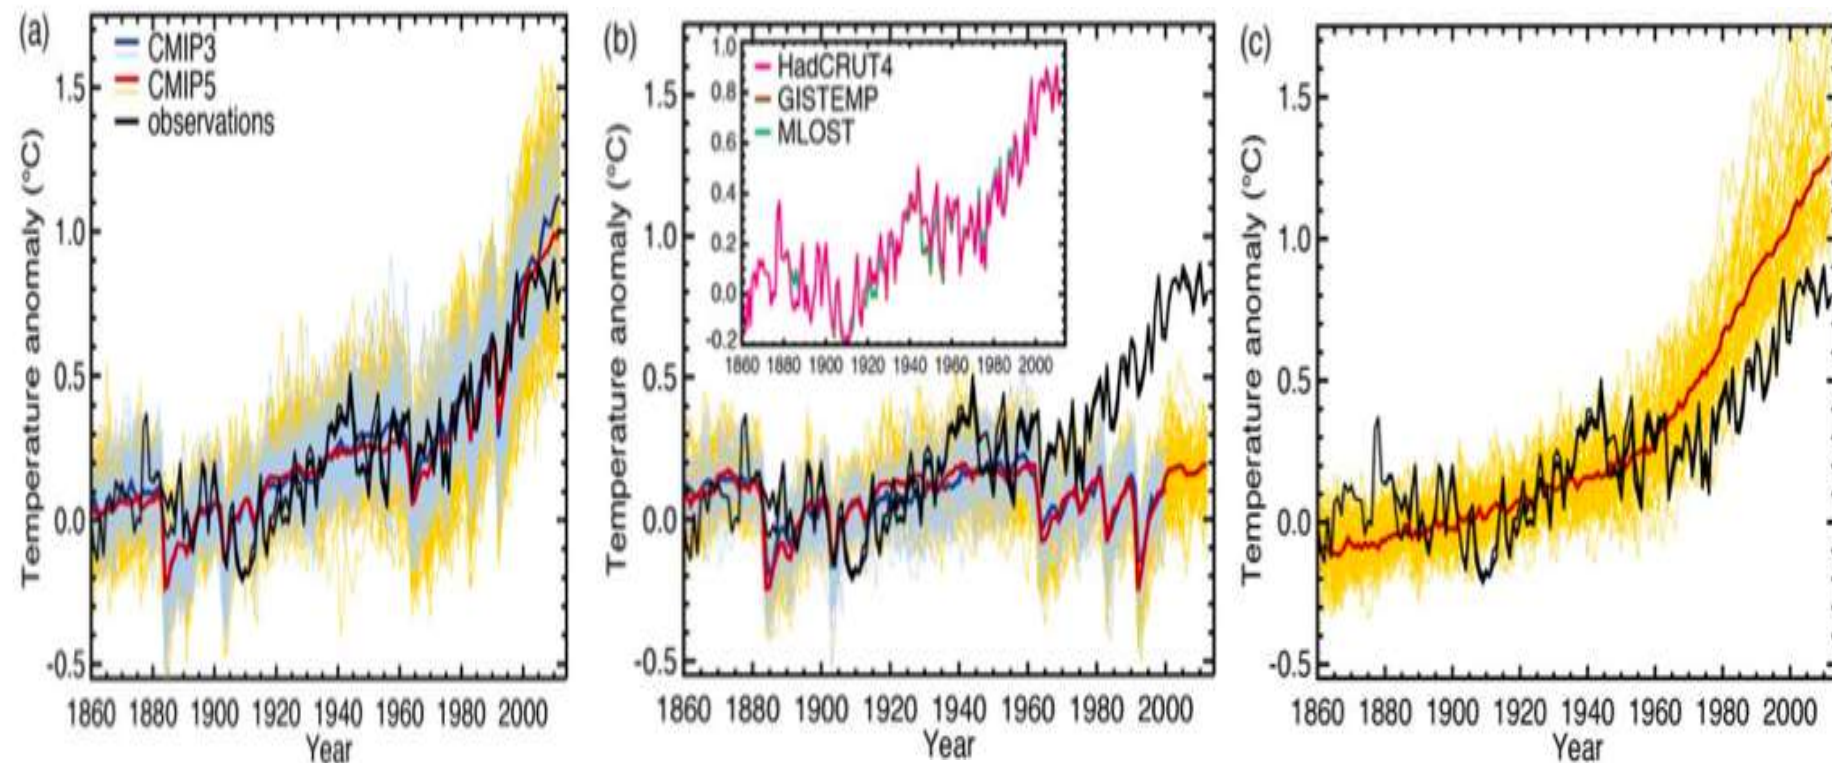 (a)
CMIP3
CMIP5
observations
Temperature anomaly (°C)
1.5
1.0
0.5
0.0
-0.5
1860 1880 1900 1920 1940 1960 1980 2000
Year
(b)
HadCRUT4
GISTEMP
MLOST
1.0
0.8
0.6
0.4
0.2
0.0
-0.2
1860 1880 1900 1920 1940 1960 1980 2000
Temperature anomaly (°C)
1.5
1.0
0.5
0.0
-0.5
1860 1880 1900 1920 1940 1960 1980 2000
Year
(c)
Temperature anomaly (°C)
1.5
1.0
0.5
0.0
-0.5
1860 1880 1900 1920 1940 1960 1980 2000
Year